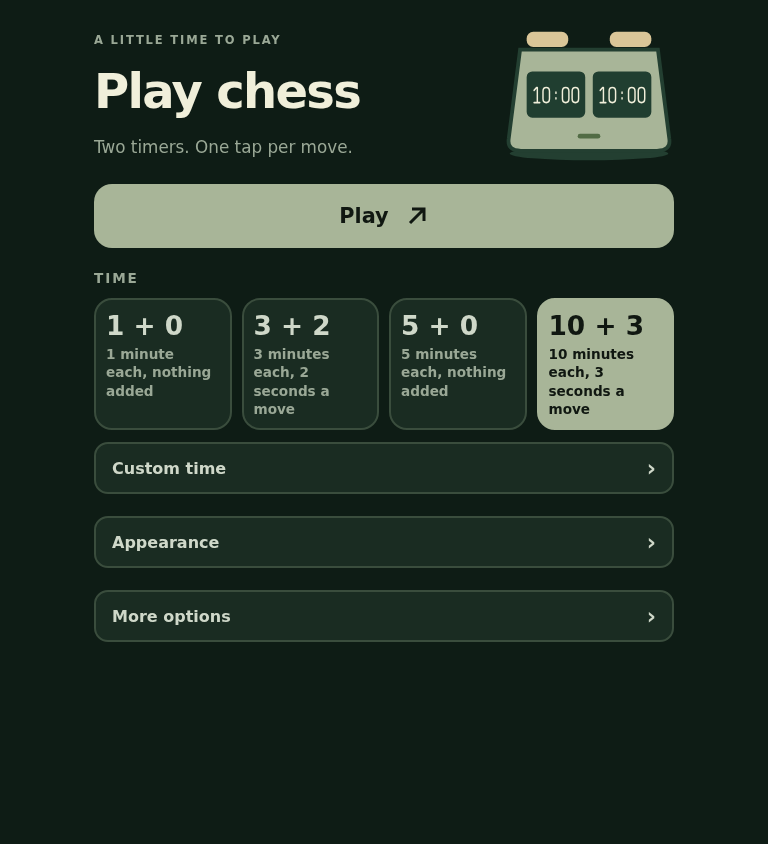 A LITTLE TIME TO PLAY
Play chess
Two timers. One tap per move.
10:00 10:00
Play
TIME
1 + 0
1 minute
each, nothing
added
3 + 2
3 minutes
each, 2
seconds a
move
5 + 0
5 minutes
each, nothing
added
10 + 3
10 minutes
each, 3
seconds a
move
Custom time
Appearance
More options